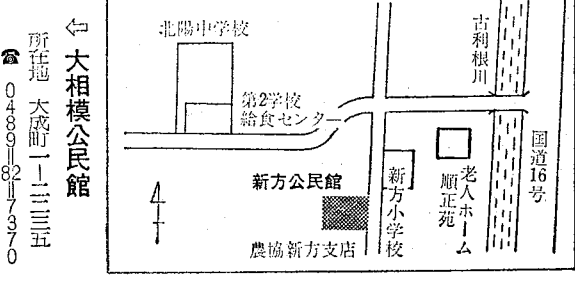 北陽中学校
第2学校
給食センター
古利根川
国道16号
新方公民館
農協新方支店
新方小学校
老人ホーム
順正苑
⇦ 大相模公民館
所在地 大成町一ー二二三五
☎ 0489‖82‖7370